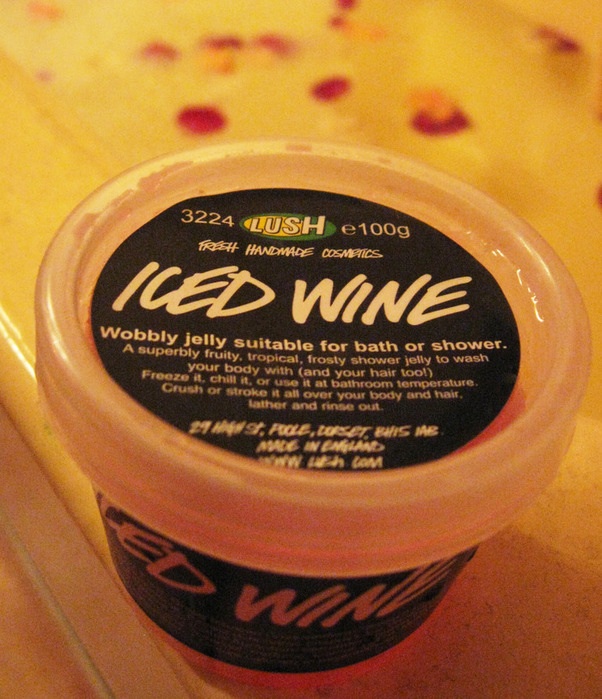 3224 LUSH e100g
FRESH HANDMADE COSMETICS
ICED WINE
Wobbly jelly suitable for bath or shower.
A superbly fruity, tropical, frosty shower jelly to wash
your body with (and your hair too!)
Freeze it, chill it, or use it at bathroom temperature.
Crush or stroke it all over your body and hair,
lather and rinse out.
29 HIGH ST, POOLE, DORSET, BH15 1AB
MADE IN ENGLAND
WWW.LUSH.COM
ICED WINE